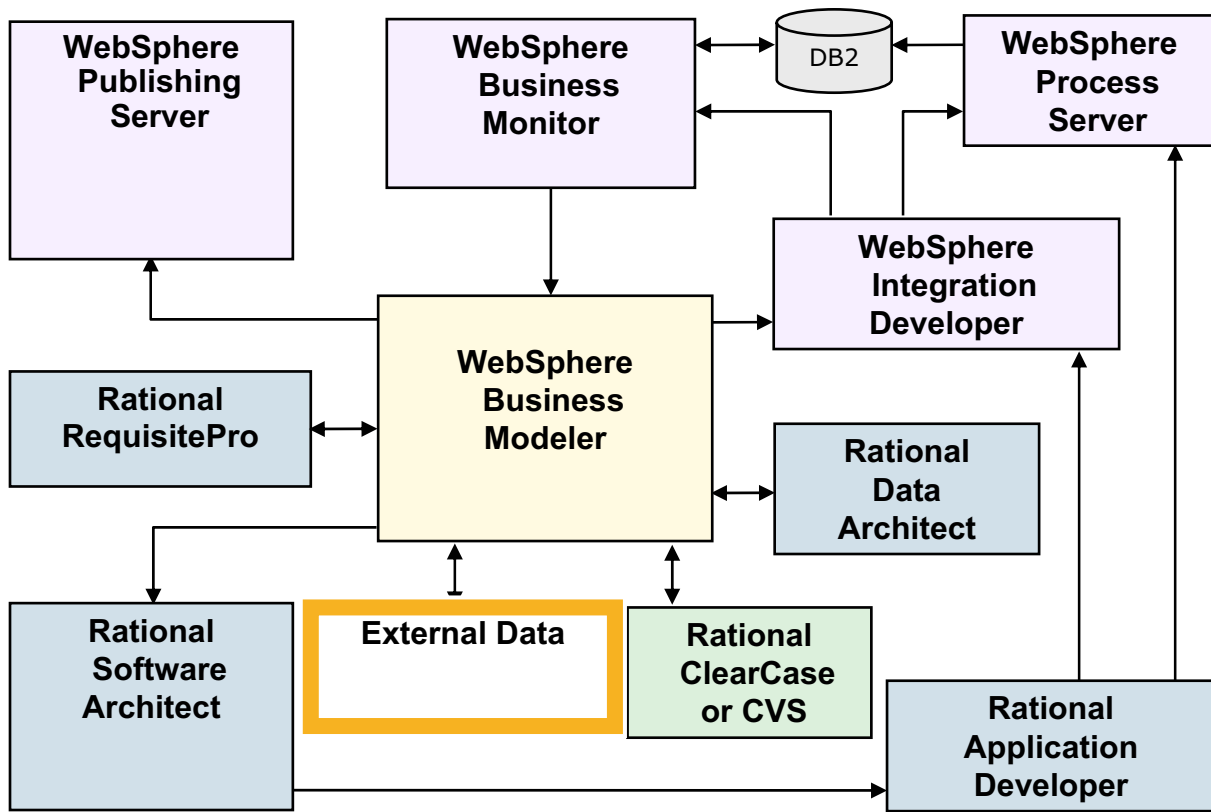 WebSphere
Publishing
Server
WebSphere
Business
Monitor
DB2
WebSphere
Process
Server
WebSphere
Integration
Developer
WebSphere
Business
Modeler
Rational
RequisitePro
Rational
Data
Architect
Rational
Software
Architect
External Data
Rational
ClearCase
or CVS
Rational
Application
Developer